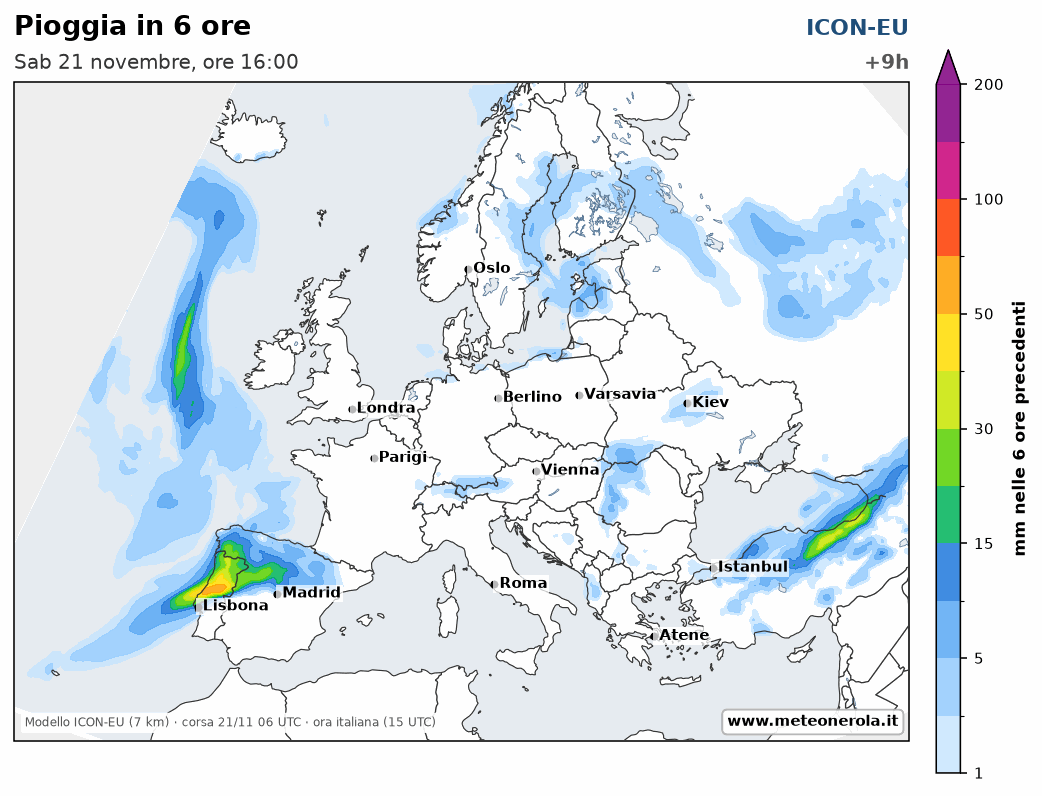 Pioggia in 6 ore
ICON-EU
Sab 21 novembre, ore 16:00
+9h
200
100
50
30
15
5
1
mm nelle 6 ore precedenti
Oslo
Berlino
Varsavia
Kiev
Londra
Parigi
Vienna
Istanbul
Roma
Madrid
Lisbona
Atene
Modello ICON-EU (7 km) · corsa 21/11 06 UTC · ora italiana (15 UTC)
www.meteonerola.it